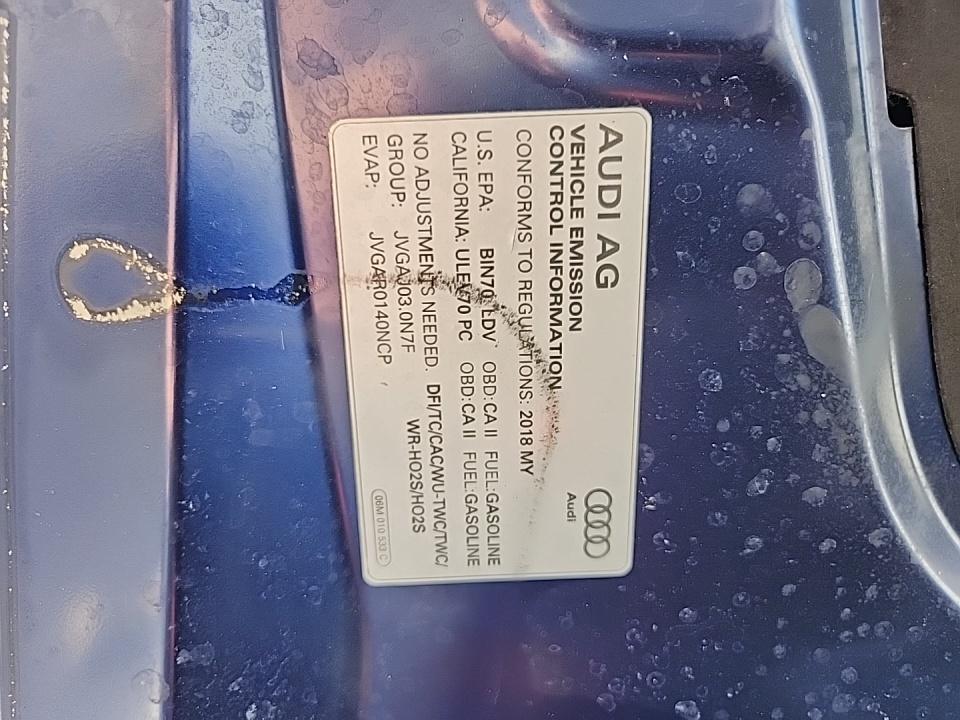 AUDI AG
VEHICLE EMISSION
CONTROL INFORMATION
Audi
CONFORMS TO REGULATIONS: 2018 MY
U.S. EPA: BIN70 LDV OBD:CA II FUEL:GASOLINE
CALIFORNIA: ULEV70 PC OBD:CA II FUEL:GASOLINE
NO ADJUSTMENTS NEEDED. DFI/TC/CAC/WU-TWC/TWC/
GROUP: JVGAJ03.0N7F WR-HO2S/HO2S
EVAP: JVGAR0140NCP
06M 010 533 C